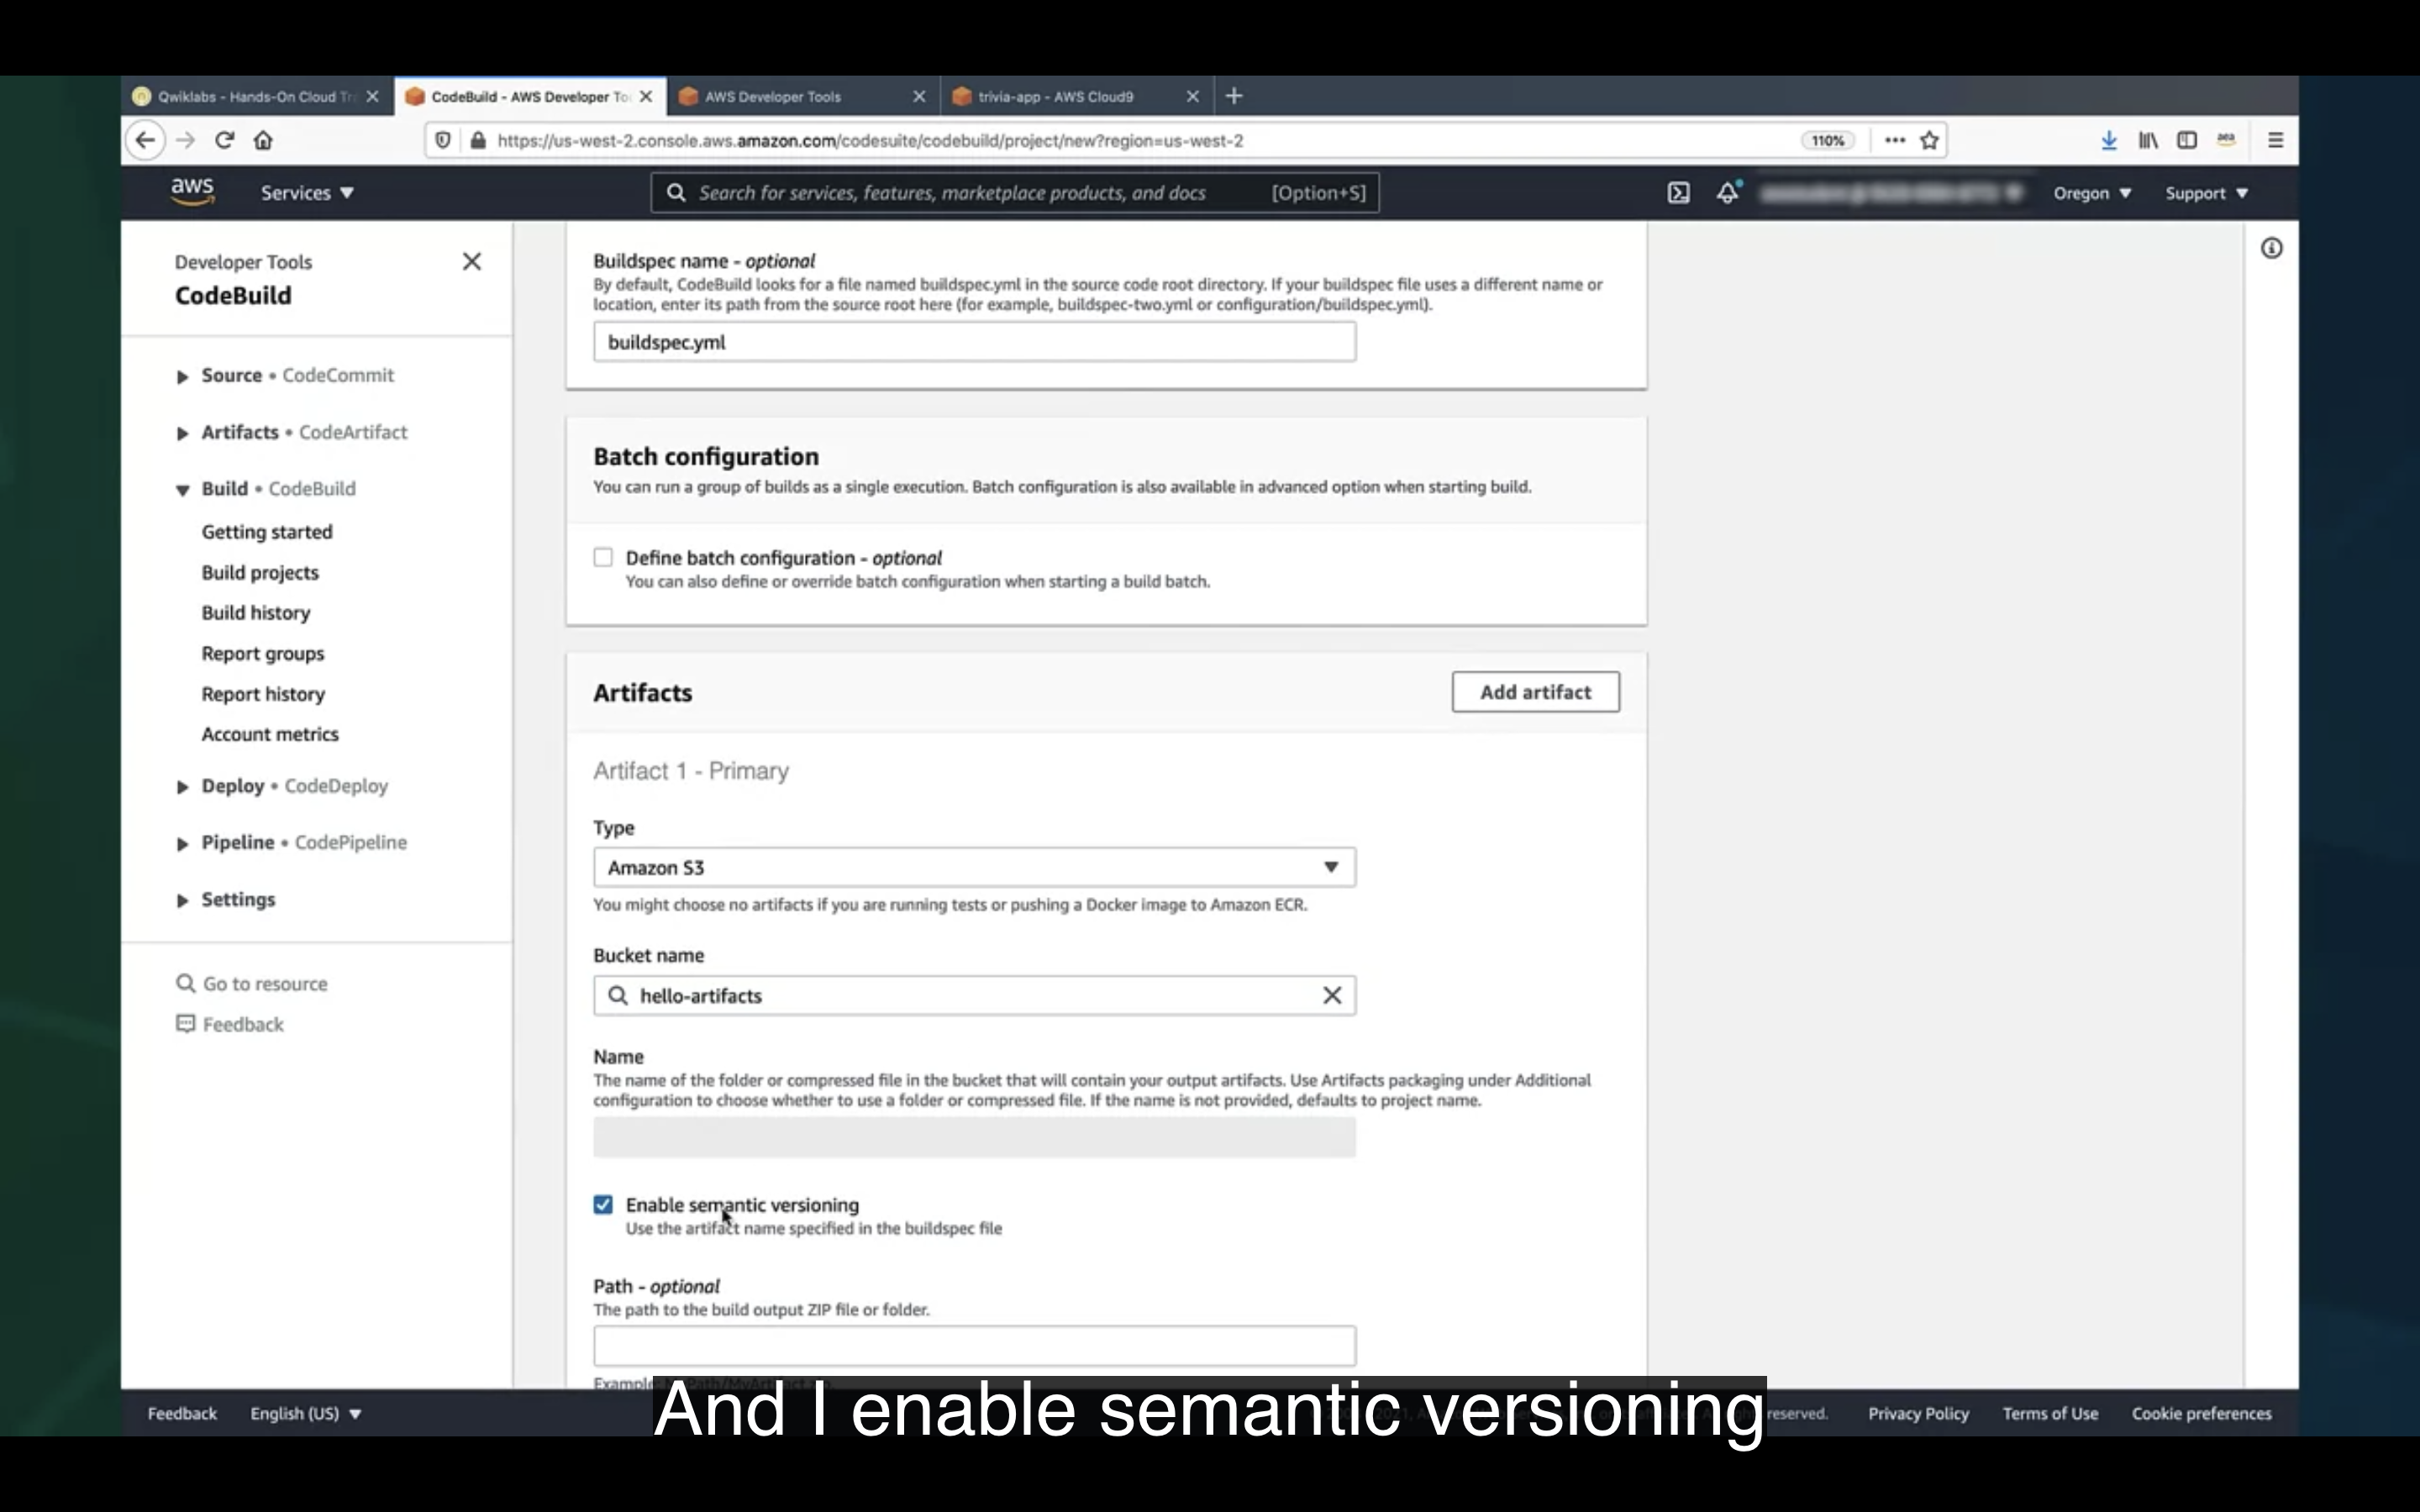 Qwiklabs - Hands-On Cloud Tr
CodeBuild - AWS Developer To
AWS Developer Tools
trivia-app - AWS Cloud9
https://us-west-2.console.aws.amazon.com/codesuite/codebuild/project/new?region=us-west-2
110%
aws
Services
Search for services, features, marketplace products, and docs
[Option+S]
Oregon
Support
Developer Tools
CodeBuild
Source • CodeCommit
Artifacts • CodeArtifact
Build • CodeBuild
Getting started
Build projects
Build history
Report groups
Report history
Account metrics
Deploy • CodeDeploy
Pipeline • CodePipeline
Settings
Go to resource
Feedback
Buildspec name - optional
By default, CodeBuild looks for a file named buildspec.yml in the source code root directory. If your buildspec file uses a different name or
location, enter its path from the source root here (for example, buildspec-two.yml or configuration/buildspec.yml).
buildspec.yml
Batch configuration
You can run a group of builds as a single execution. Batch configuration is also available in advanced option when starting build.
Define batch configuration - optional
You can also define or override batch configuration when starting a build batch.
Artifacts
Add artifact
Artifact 1 - Primary
Type
Amazon S3
You might choose no artifacts if you are running tests or pushing a Docker image to Amazon ECR.
Bucket name
hello-artifacts
Name
The name of the folder or compressed file in the bucket that will contain your output artifacts. Use Artifacts packaging under Additional
configuration to choose whether to use a folder or compressed file. If the name is not provided, defaults to project name.
Enable semantic versioning
Use the artifact name specified in the buildspec file
Path - optional
The path to the build output ZIP file or folder.
And I enable semantic versioning
Feedback
English (US)
reserved.
Privacy Policy
Terms of Use
Cookie preferences